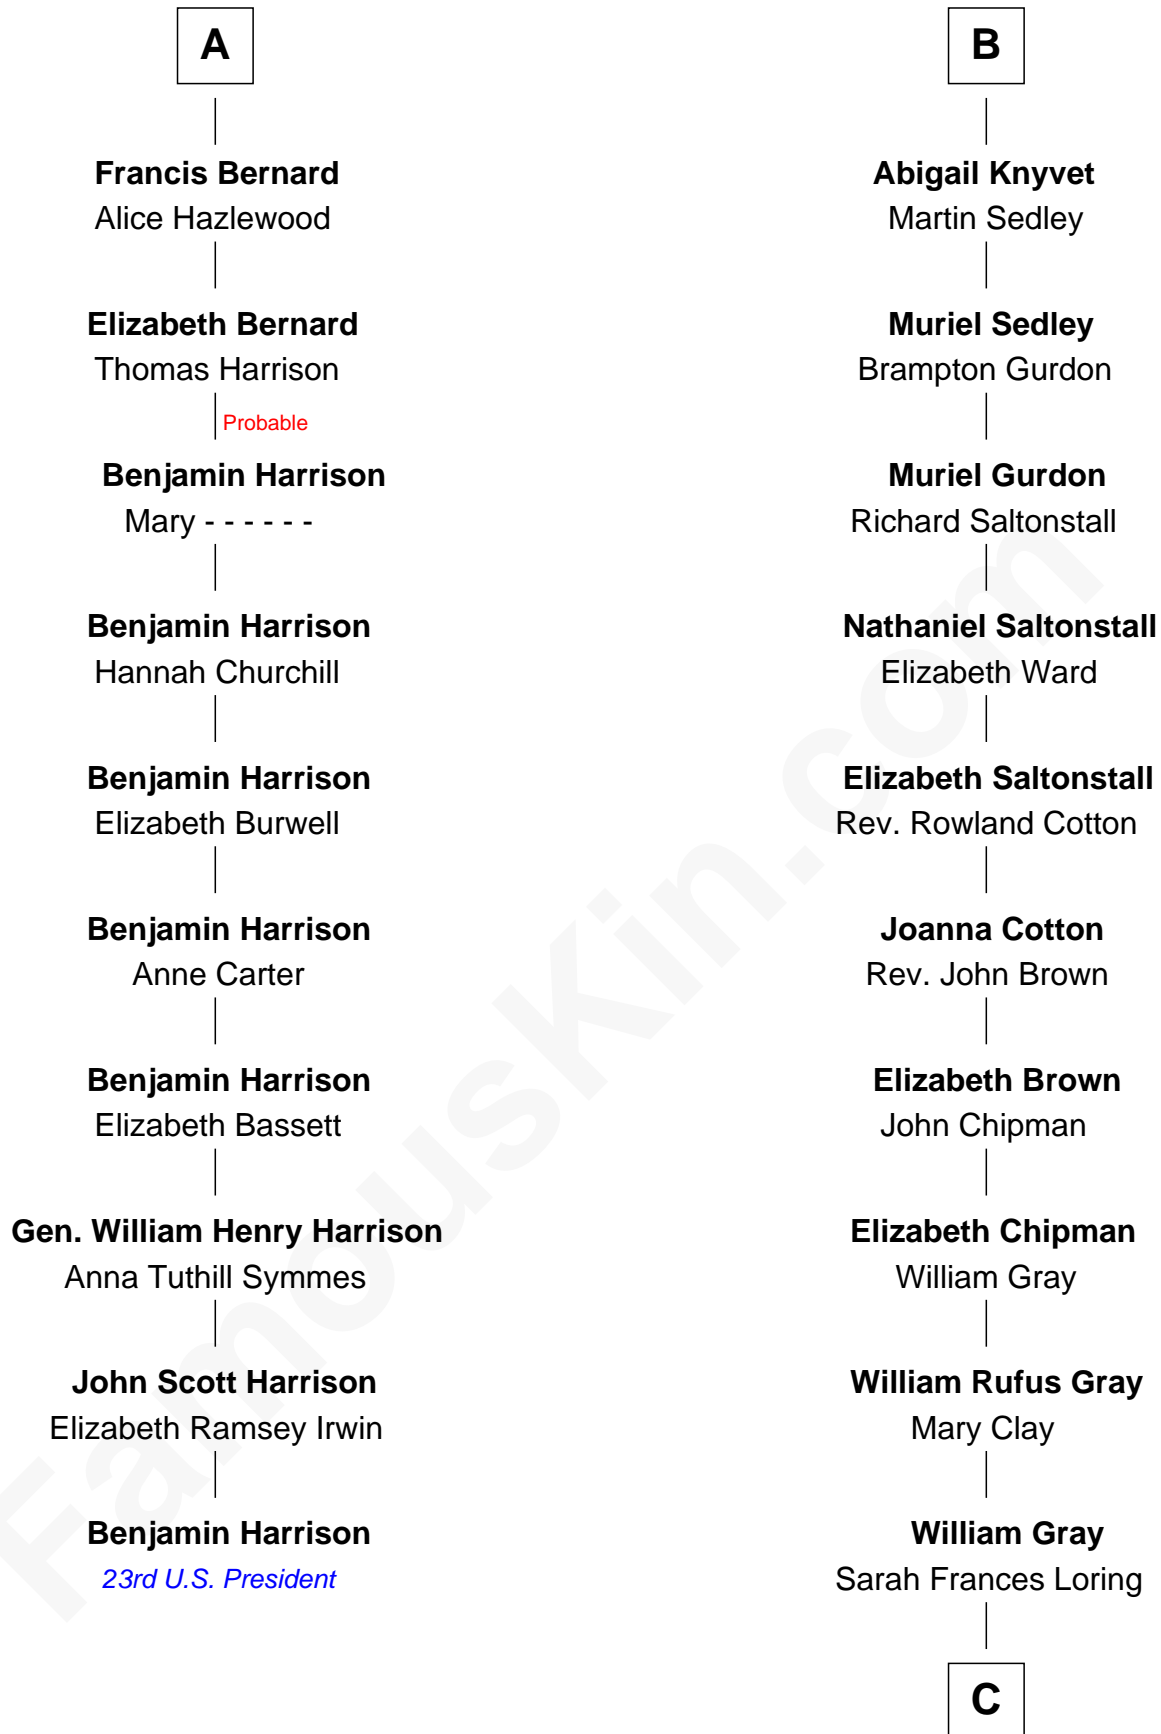 A
Francis Bernard
Alice Hazlewood
Elizabeth Bernard
Thomas Harrison
Probable
Benjamin Harrison
Mary - - - - - -
Benjamin Harrison
Hannah Churchill
Benjamin Harrison
Elizabeth Burwell
Benjamin Harrison
Anne Carter
Benjamin Harrison
Elizabeth Bassett
Gen. William Henry Harrison
Anna Tuthill Symmes
John Scott Harrison
Elizabeth Ramsey Irwin
Benjamin Harrison
23rd U.S. President
B
Abigail Knyvet
Martin Sedley
Muriel Sedley
Brampton Gurdon
Muriel Gurdon
Richard Saltonstall
Nathaniel Saltonstall
Elizabeth Ward
Elizabeth Saltonstall
Rev. Rowland Cotton
Joanna Cotton
Rev. John Brown
Elizabeth Brown
John Chipman
Elizabeth Chipman
William Gray
William Rufus Gray
Mary Clay
William Gray
Sarah Frances Loring
C
FamousKin.com